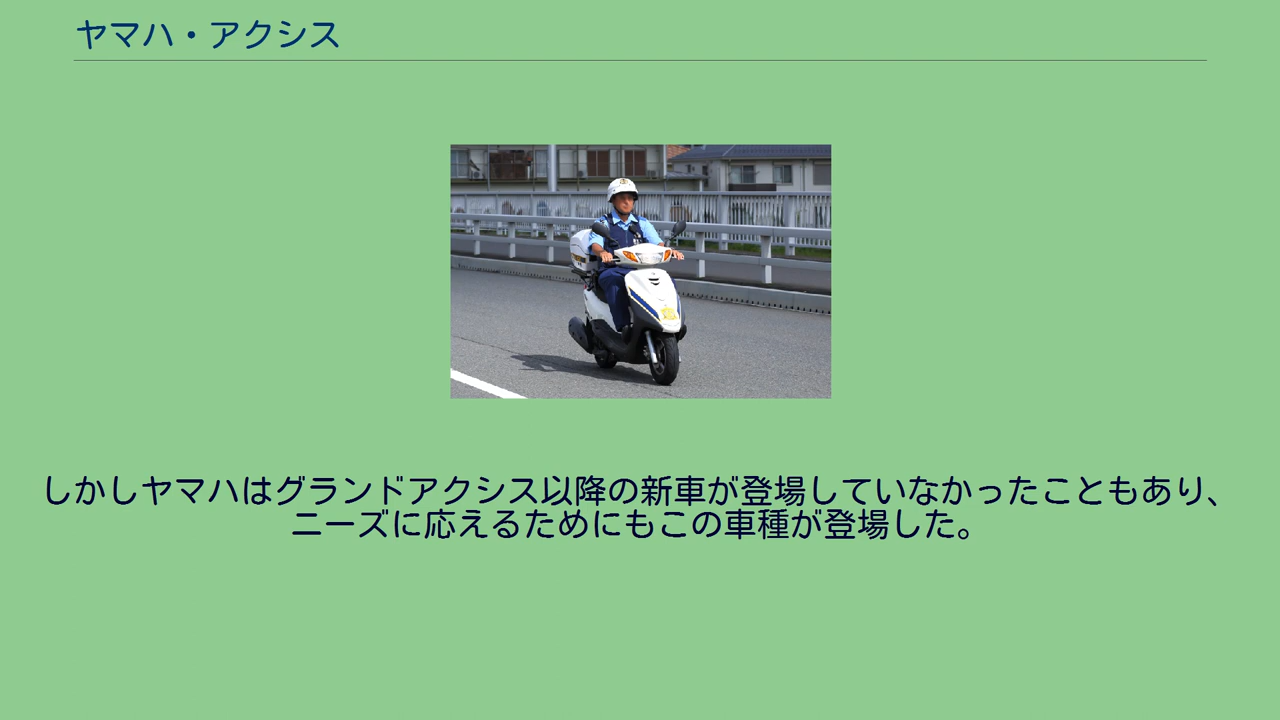 ヤマハ・アクシス
しかしヤマハはグランドアクシス以降の新車が登場していなかったこともあり、
ニーズに応えるためにもこの車種が登場した。